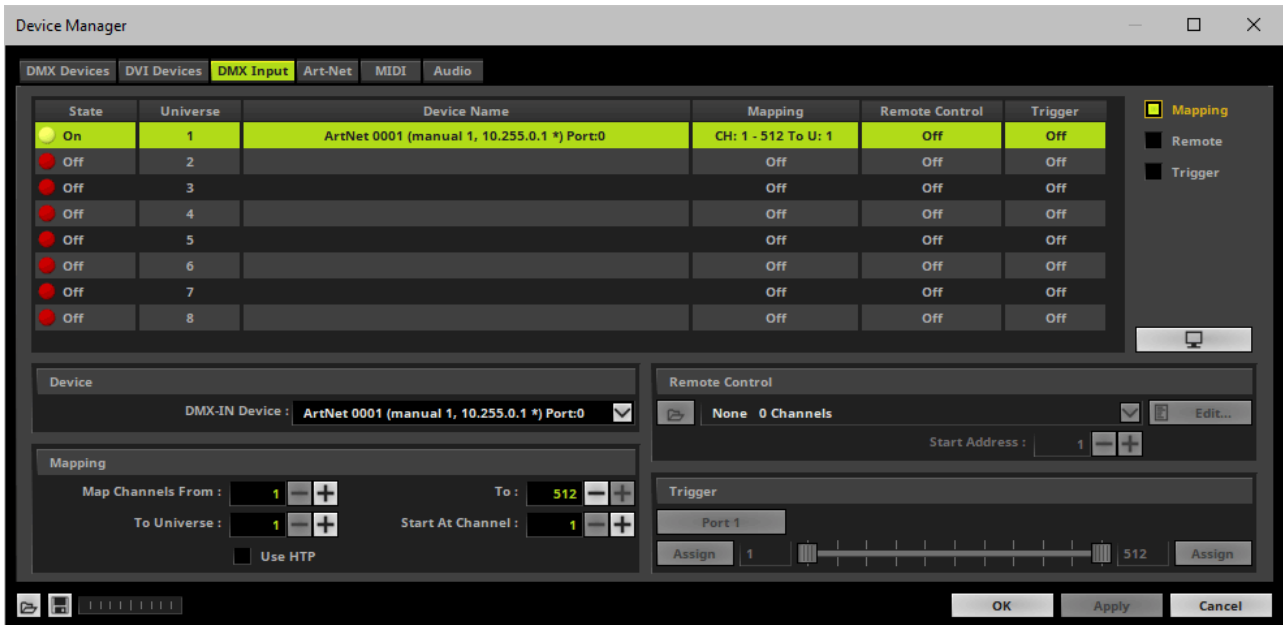 Device Manager
DMX Devices DVI Devices DMX Input Art-Net MIDI Audio
State Universe Device Name Mapping Remote Control Trigger
On 1 ArtNet 0001 (manual 1, 10.255.0.1 *) Port:0 CH: 1 - 512 To U: 1 Off Off
Off 2 Off Off Off
Off 3 Off Off Off
Off 4 Off Off Off
Off 5 Off Off Off
Off 6 Off Off Off
Off 7 Off Off Off
Off 8 Off Off Off
Mapping
Remote
Trigger
Device
DMX-IN Device : ArtNet 0001 (manual 1, 10.255.0.1 *) Port:0
Mapping
Map Channels From : 1 To : 512
To Universe : 1 Start At Channel : 1
Use HTP
Remote Control
None 0 Channels Edit...
Start Address : 1
Trigger
Port 1
Assign 1 512 Assign
OK Apply Cancel